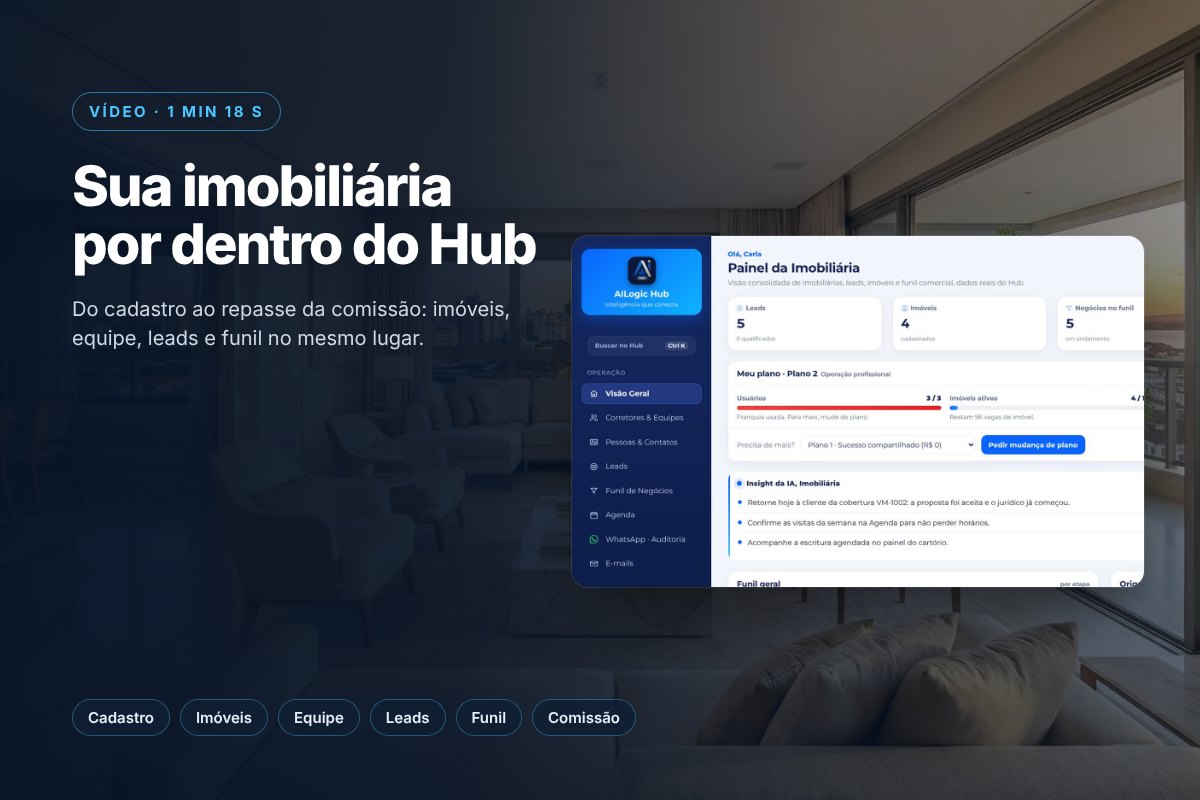 VÍDEO · 1 MIN 18 S
Sua imobiliária
por dentro do Hub
Do cadastro ao repasse da comissão: imóveis,
equipe, leads e funil no mesmo lugar.
AILogic Hub
Inteligência que conecta
Buscar no Hub Ctrl K
OPERAÇÃO
Visão Geral
Corretores & Equipes
Pessoas & Contatos
Leads
Funil de Negócios
Agenda
WhatsApp · Auditoria
E-mails
Olá, Carla
Painel da Imobiliária
Visão consolidada de imobiliárias, leads, imóveis e funil comercial, dados reais do Hub.
Leads
5
0 qualificados
Imóveis
4
cadastrados
Negócios no funil
5
em andamento
Meu plano · Plano 2 Operação profissional
Usuários 3 / 3
Franquia usada. Para mais, mude de plano.
Imóveis ativos 4 / 1
Restam 96 vagas de imóvel.
Precisa de mais? Plano 1 · Sucesso compartilhado (R$ 0) Pedir mudança de plano
Insight da IA, Imobiliária
Retorne hoje à cliente da cobertura VM-1002: a proposta foi aceita e o jurídico já começou.
Confirme as visitas da semana na Agenda para não perder horários.
Acompanhe a escritura agendada no painel do cartório.
Funil geral por etapa
Orig
Cadastro
Imóveis
Equipe
Leads
Funil
Comissão